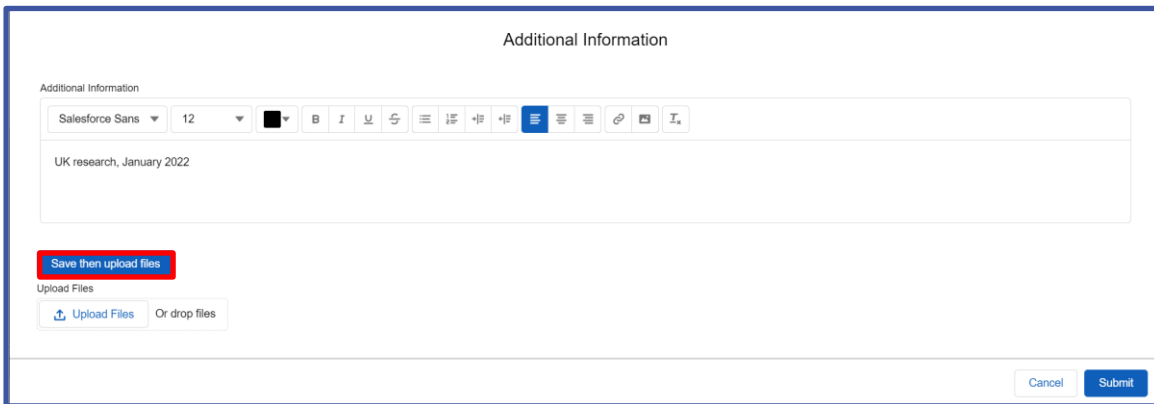 Additional Information
Additional Information
Salesforce Sans 12 B I U S
UK research, January 2022
Save then upload files
Upload Files
Upload Files Or drop files
Cancel Submit